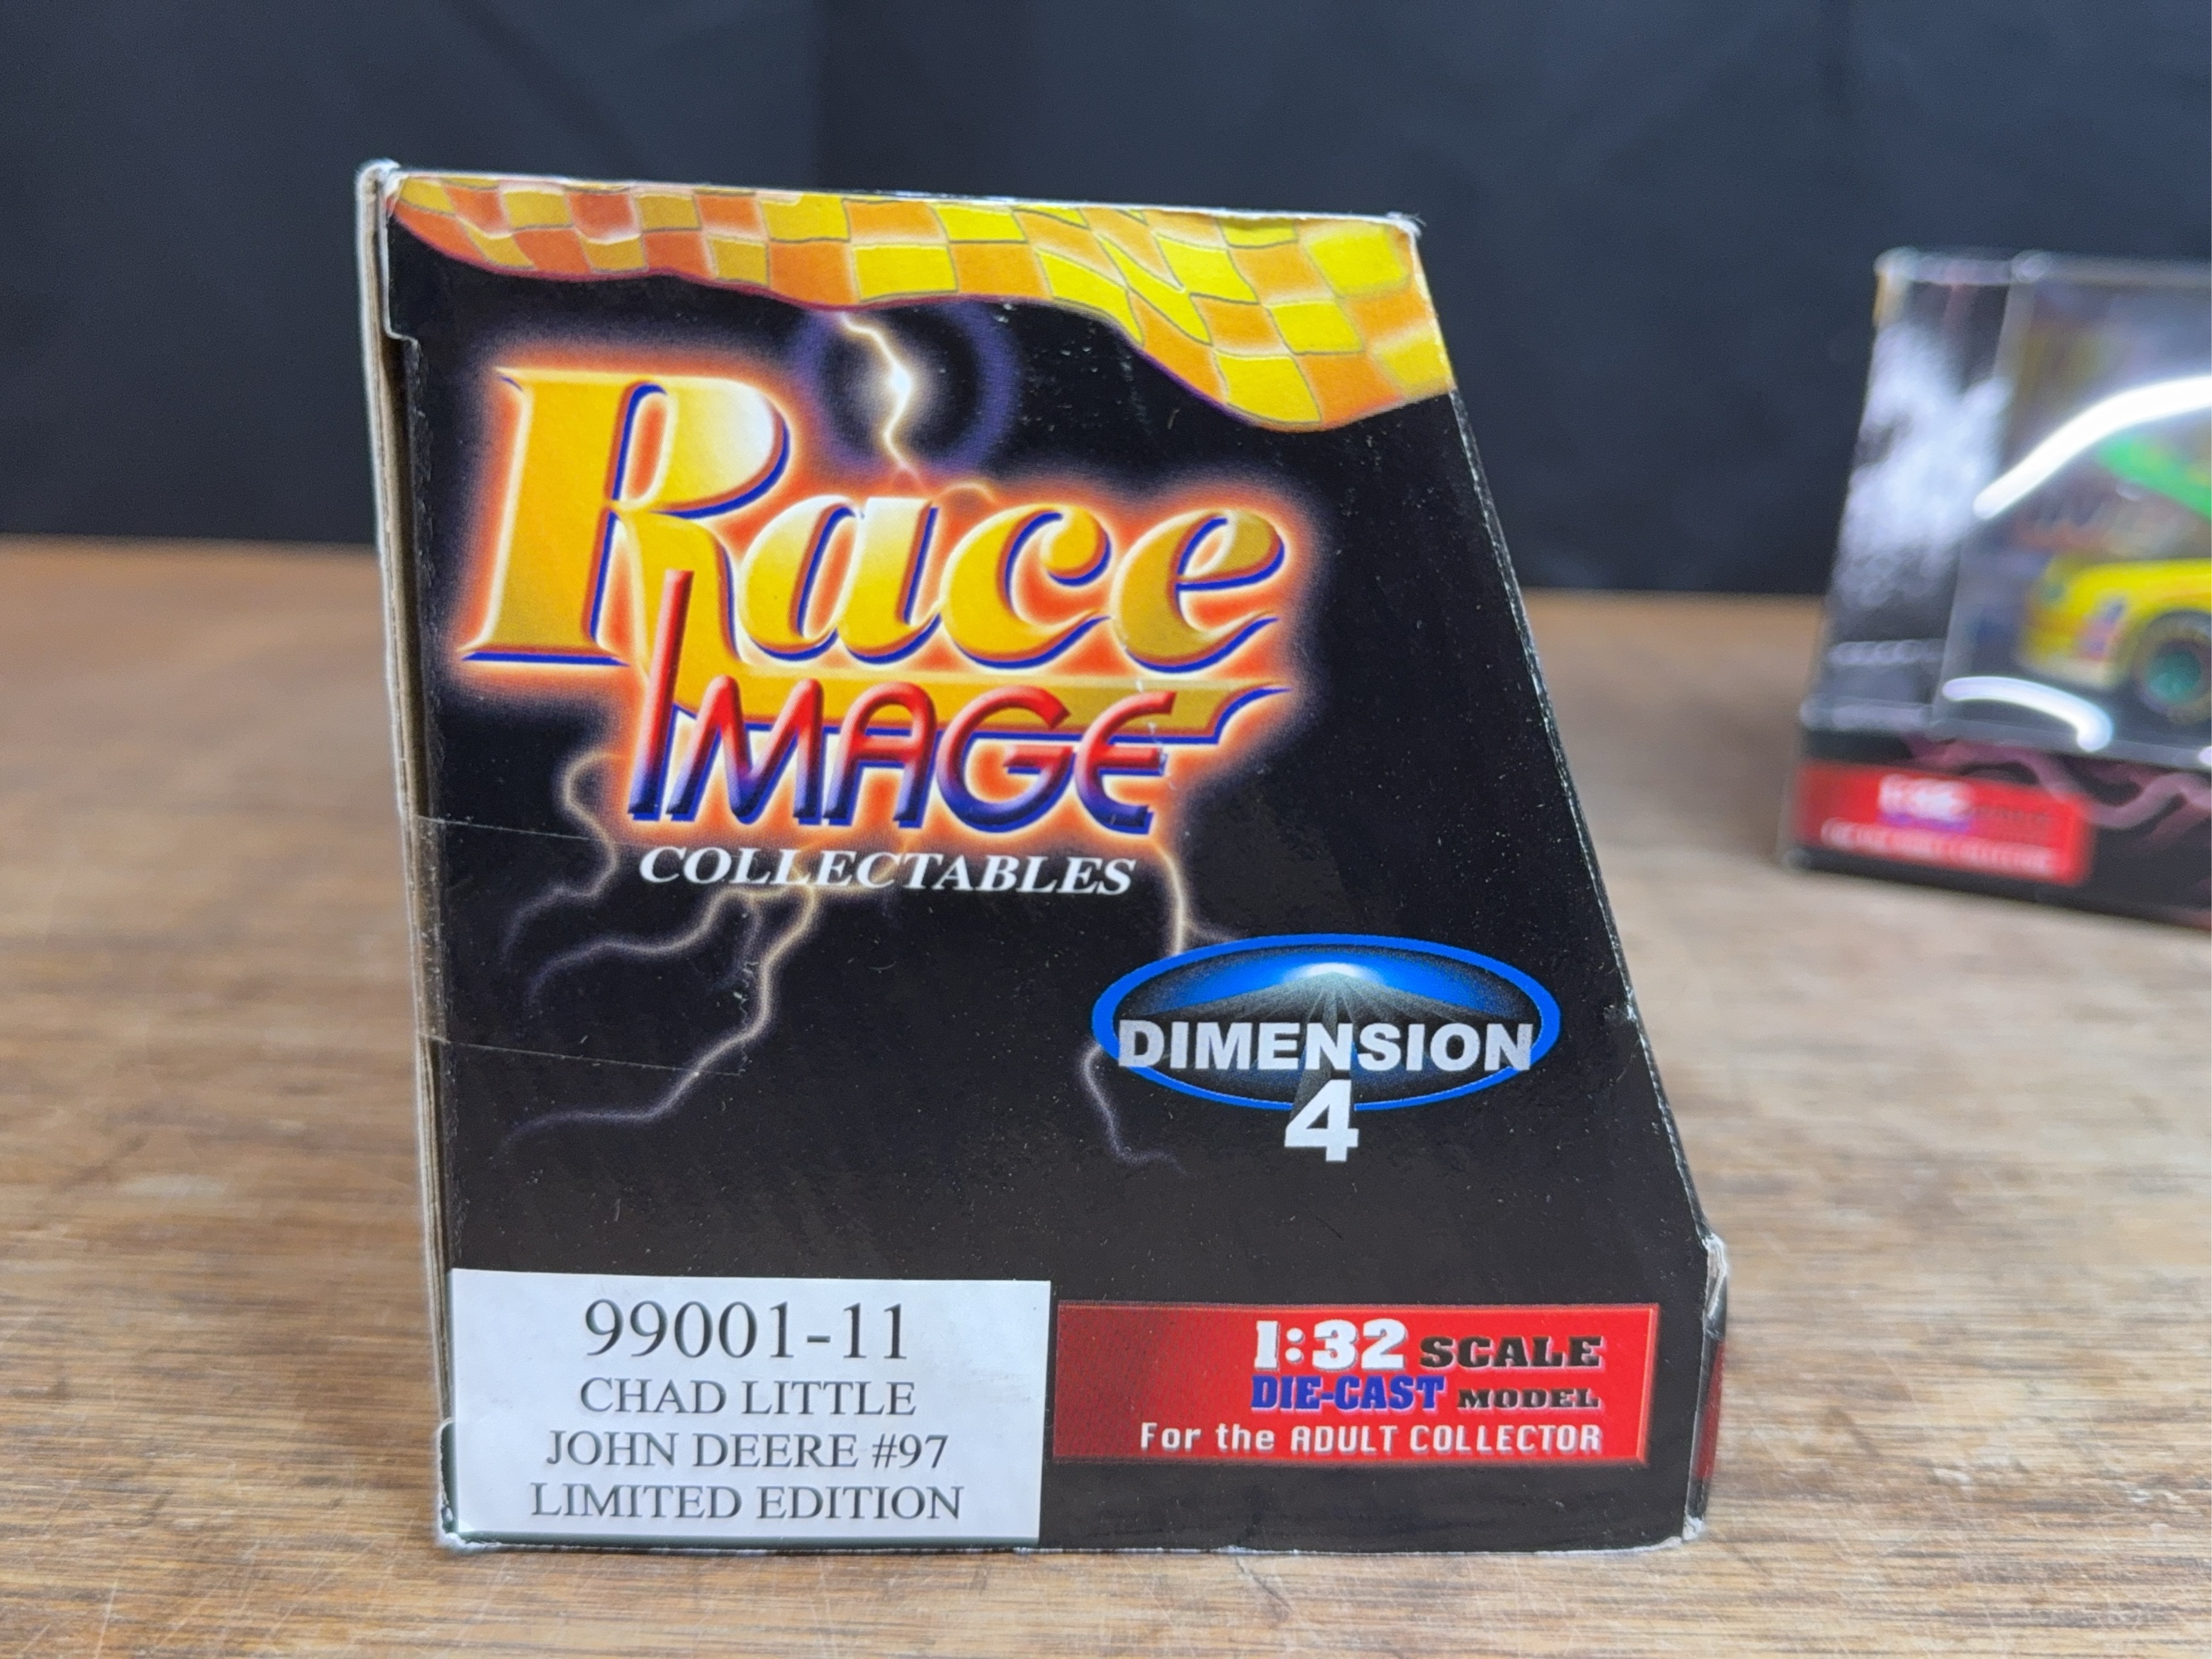 Race
IMAGE
COLLECTABLES
DIMENSION
4
99001-11
CHAD LITTLE
JOHN DEERE #97
LIMITED EDITION
1:32 SCALE
DIE-CAST MODEL
For the ADULT COLLECTOR